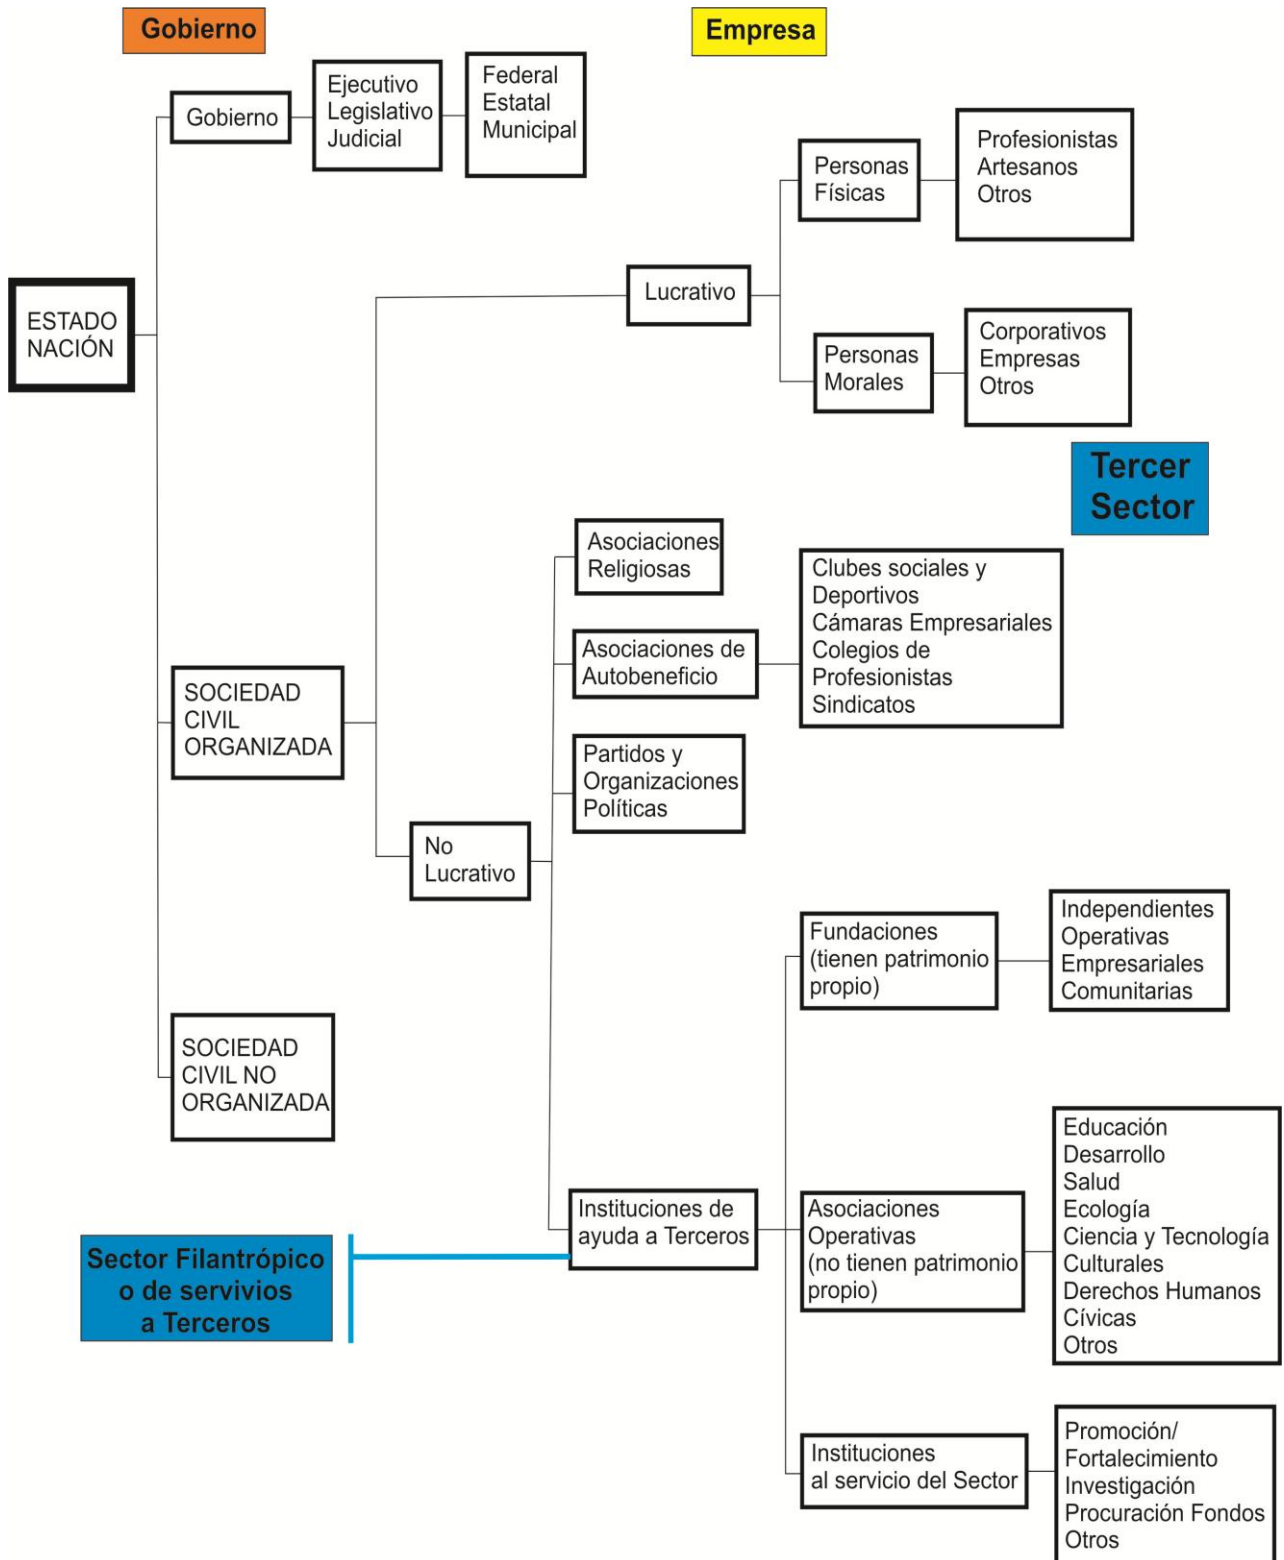 Gobierno
Empresa
Gobierno
Ejecutivo
Legislativo
Judicial
Federal
Estatal
Municipal
Personas
Físicas
Profesionistas
Artesanos
Otros
ESTADO
NACIÓN
Lucrativo
Personas
Morales
Corporativos
Empresas
Otros
Tercer
Sector
Asociaciones
Religiosas
Asociaciones de
Autobeneficio
Clubes sociales y
Deportivos
Cámaras Empresariales
Colegios de
Profesionistas
Sindicatos
SOCIEDAD
CIVIL
ORGANIZADA
Partidos y
Organizaciones
Políticas
No
Lucrativo
Fundaciones
(tienen patrimonio
propio)
Independientes
Operativas
Empresariales
Comunitarias
SOCIEDAD
CIVIL NO
ORGANIZADA
Instituciones de
ayuda a Terceros
Asociaciones
Operativas
(no tienen patrimonio
propio)
Educación
Desarrollo
Salud
Ecología
Ciencia y Tecnología
Culturales
Derechos Humanos
Cívicas
Otros
Sector Filantrópico
o de servivios
a Terceros
Instituciones
al servicio del Sector
Promoción/
Fortalecimiento
Investigación
Procuración Fondos
Otros